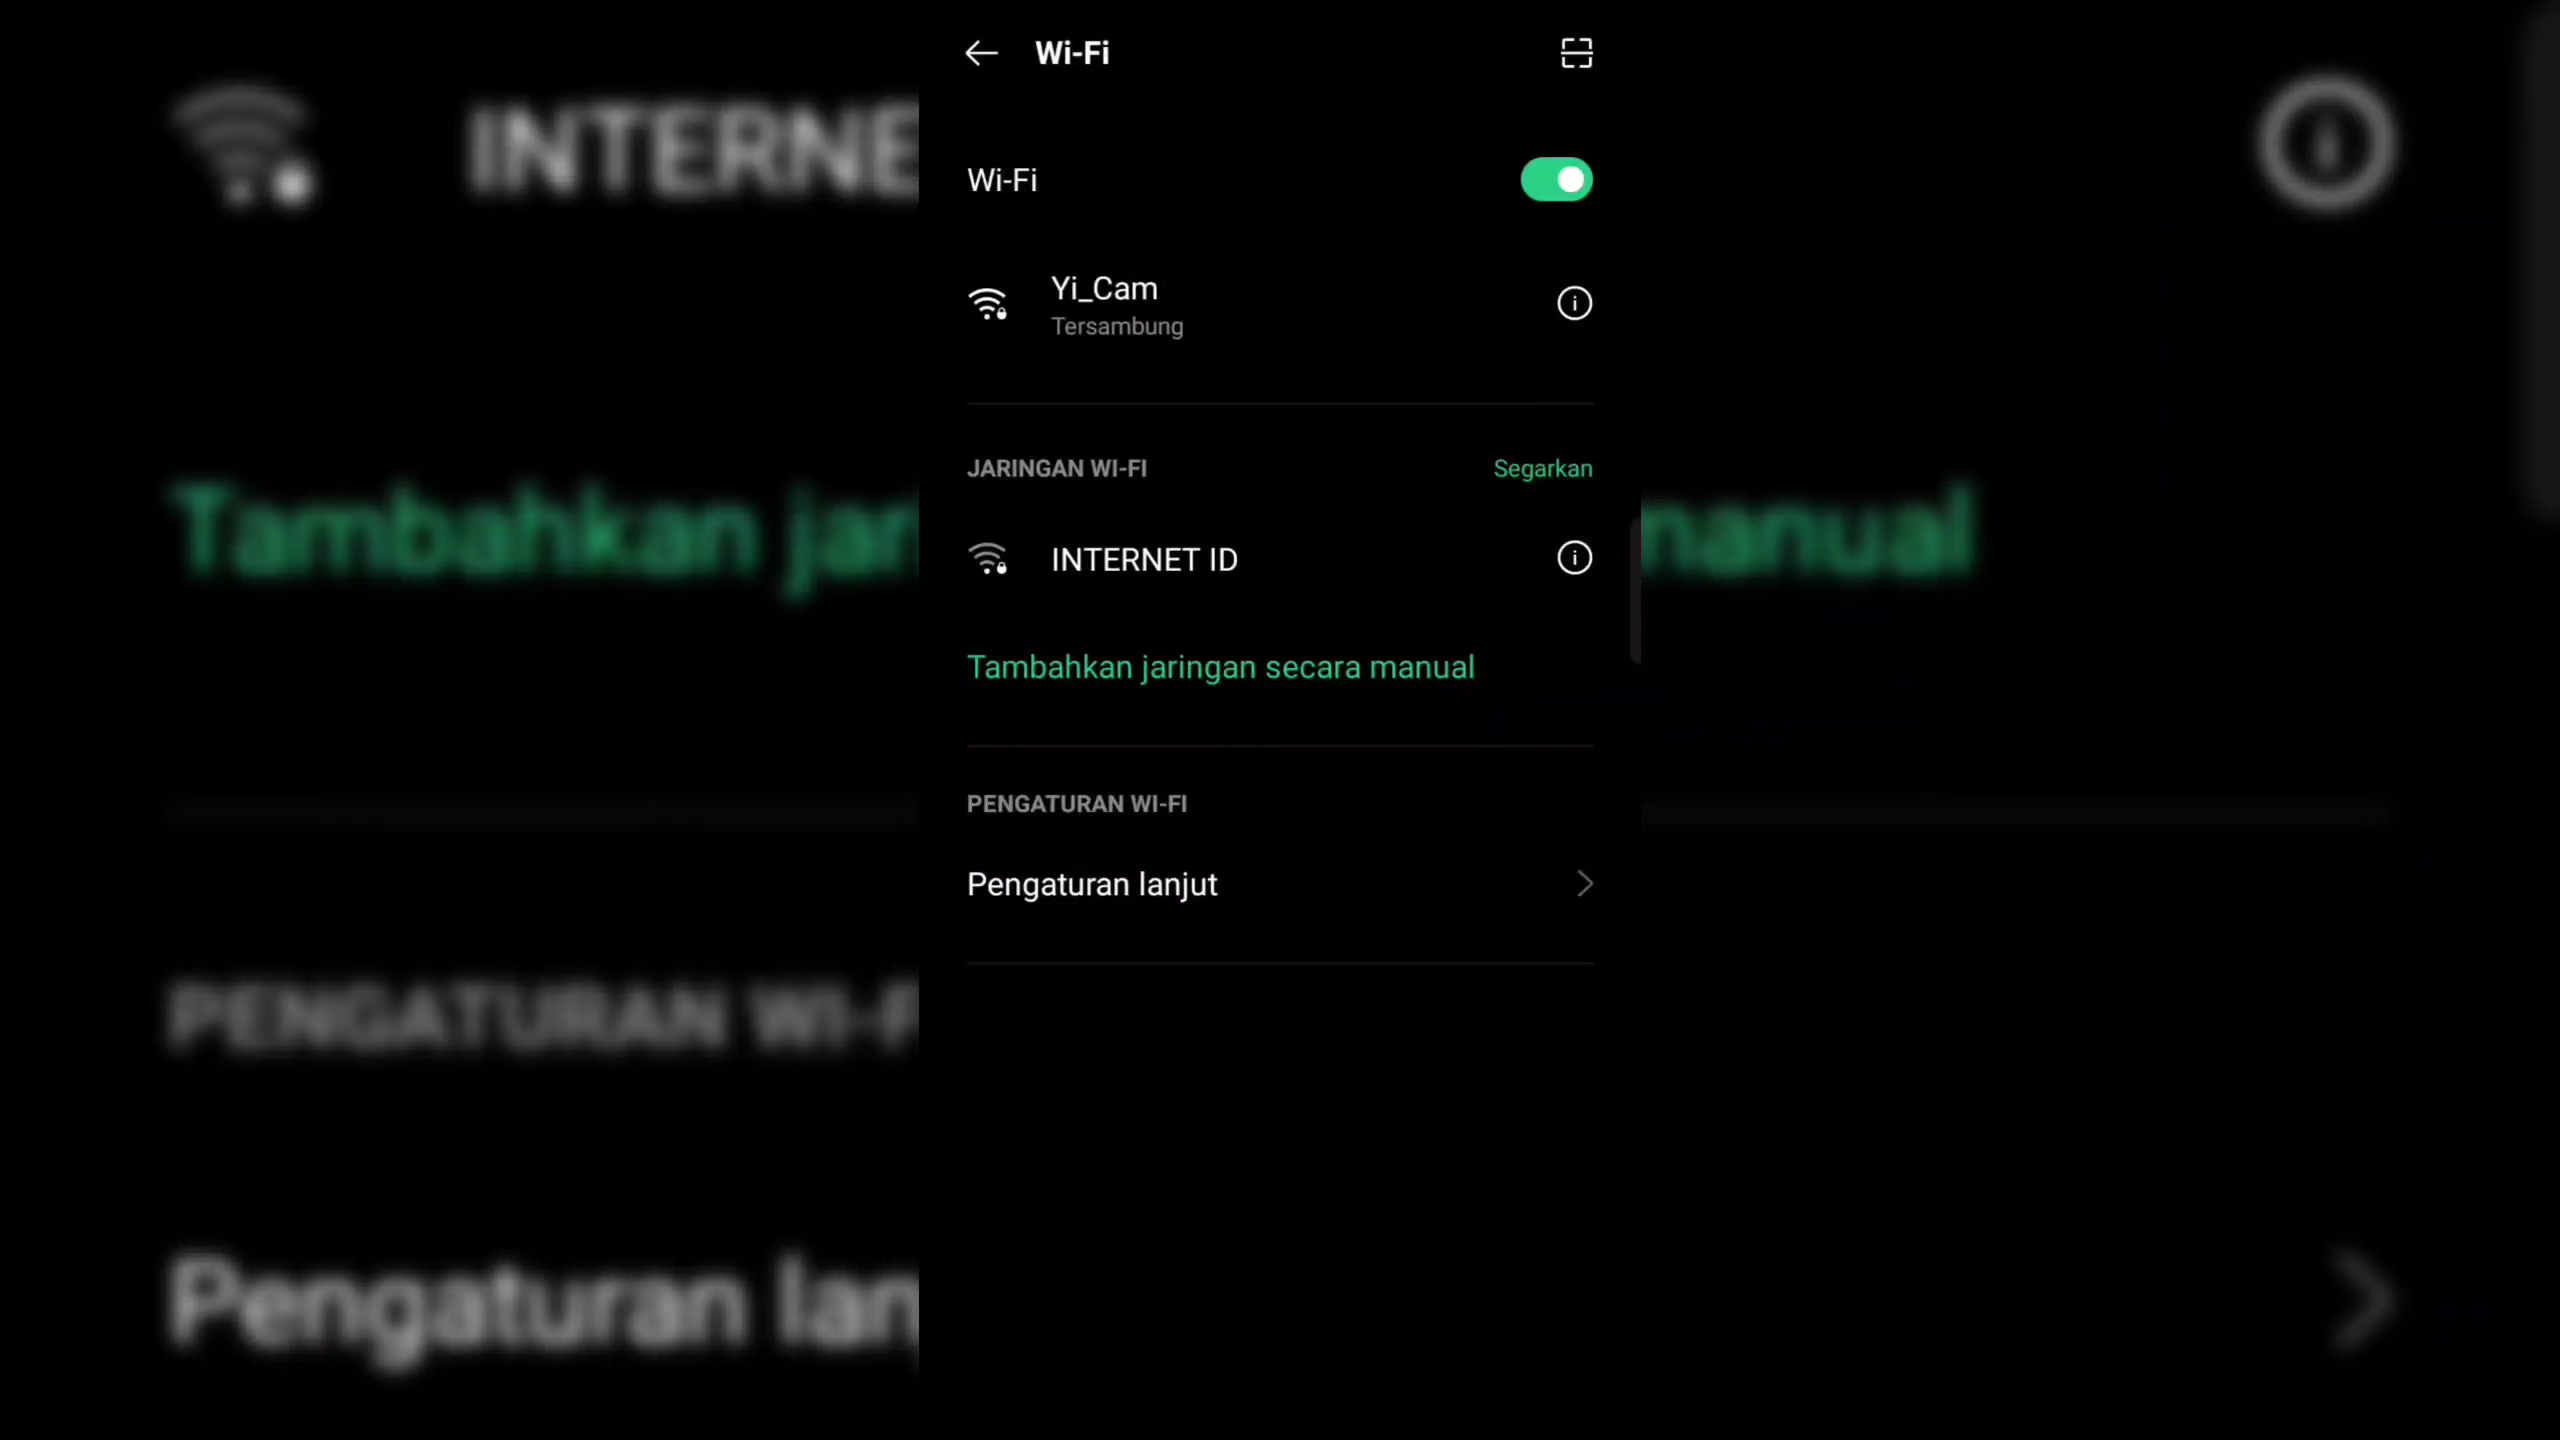 Wi-Fi
Wi-Fi
Yi_Cam
Tersambung
JARINGAN WI-FI
Segarkan
INTERNET ID
Tambahkan jaringan secara manual
PENGATURAN WI-FI
Pengaturan lanjut
INTERNE
Tambahkan jar
manual
PENGATURAN WI-F
Pengaturan lan